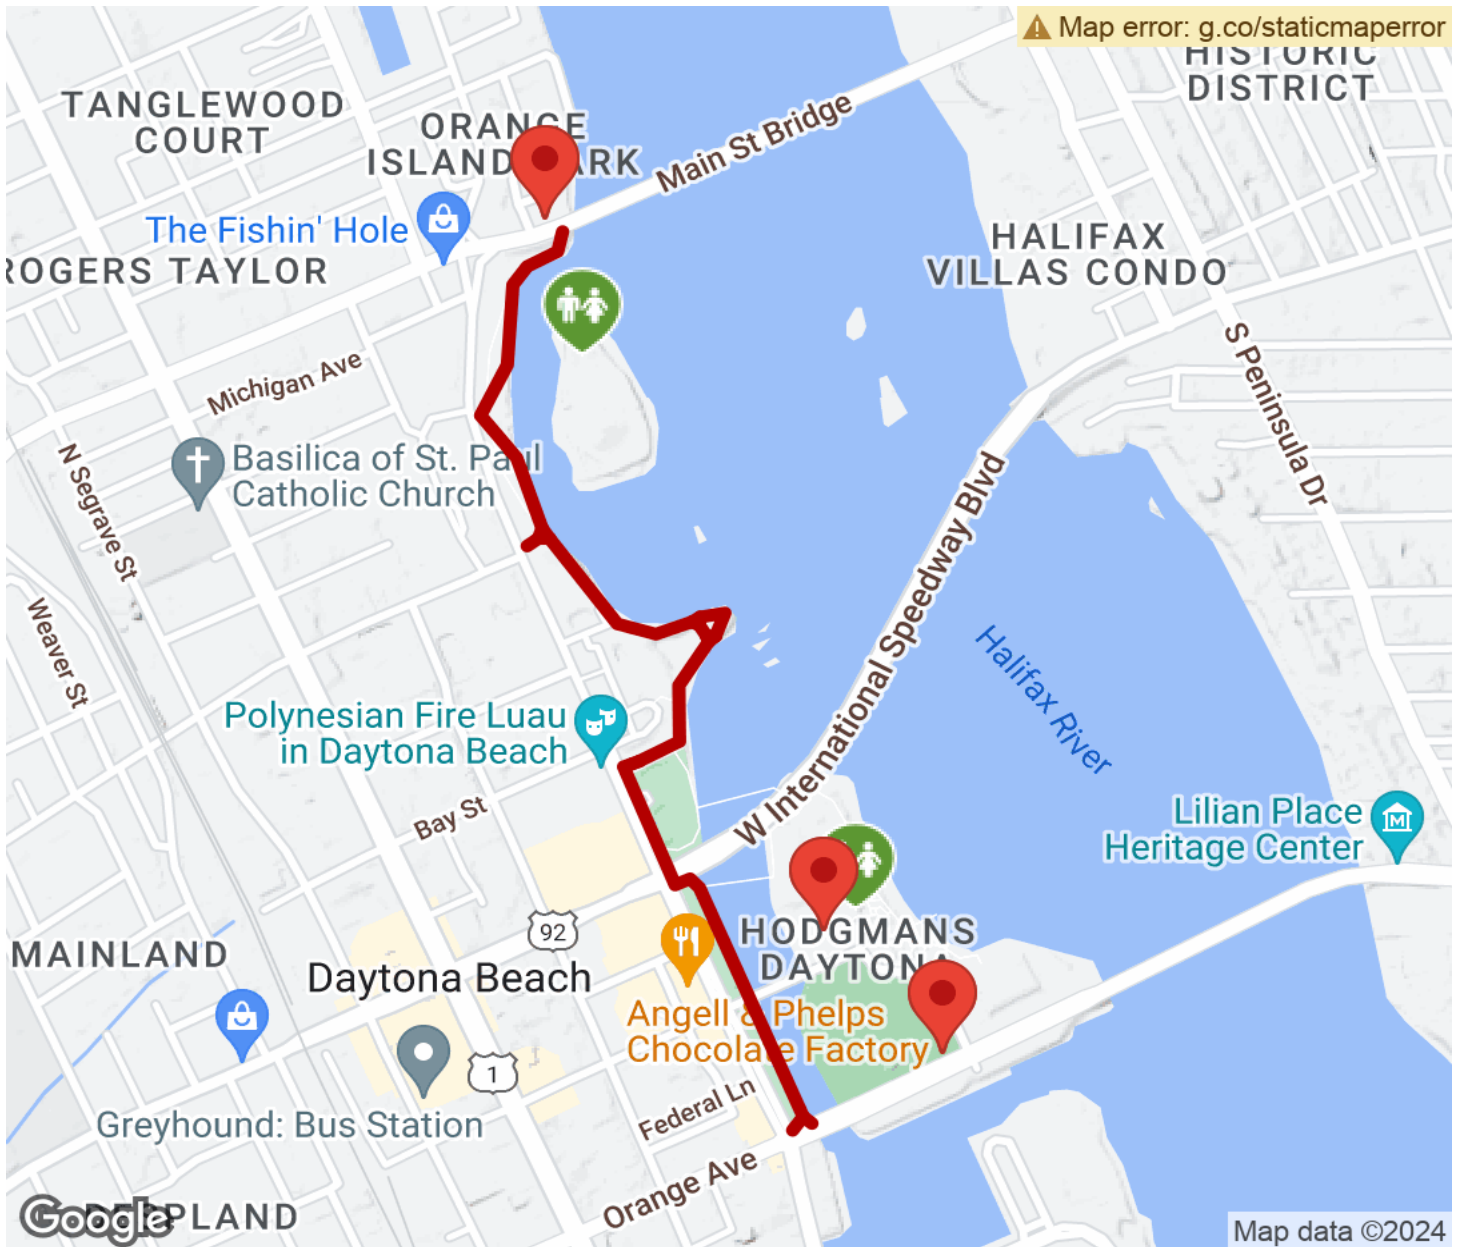 Map error: g.co/staticmaperror
HISTORIC
DISTRICT
TANGLEWOOD
COURT
ORANGE
ISLAND ARK
Main St Bridge
The Fishin' Hole
ROGERS TAYLOR
HALIFAX
VILLAS CONDO
Michigan Ave
S Peninsula Dr
Basilica of St. Paul
Catholic Church
N Segrave St
W International Speedway Blvd
Weaver St
Halifax River
Polynesian Fire Luau
in Daytona Beach
Bay St
Lilian Place
Heritage Center
92
HODGMANS
DAYTONA
MAINLAND
Daytona Beach
Angell & Phelps
Chocolate Factory
1
Federal Ln
Greyhound: Bus Station
Orange Ave
Google
PLAND
Map data ©2024